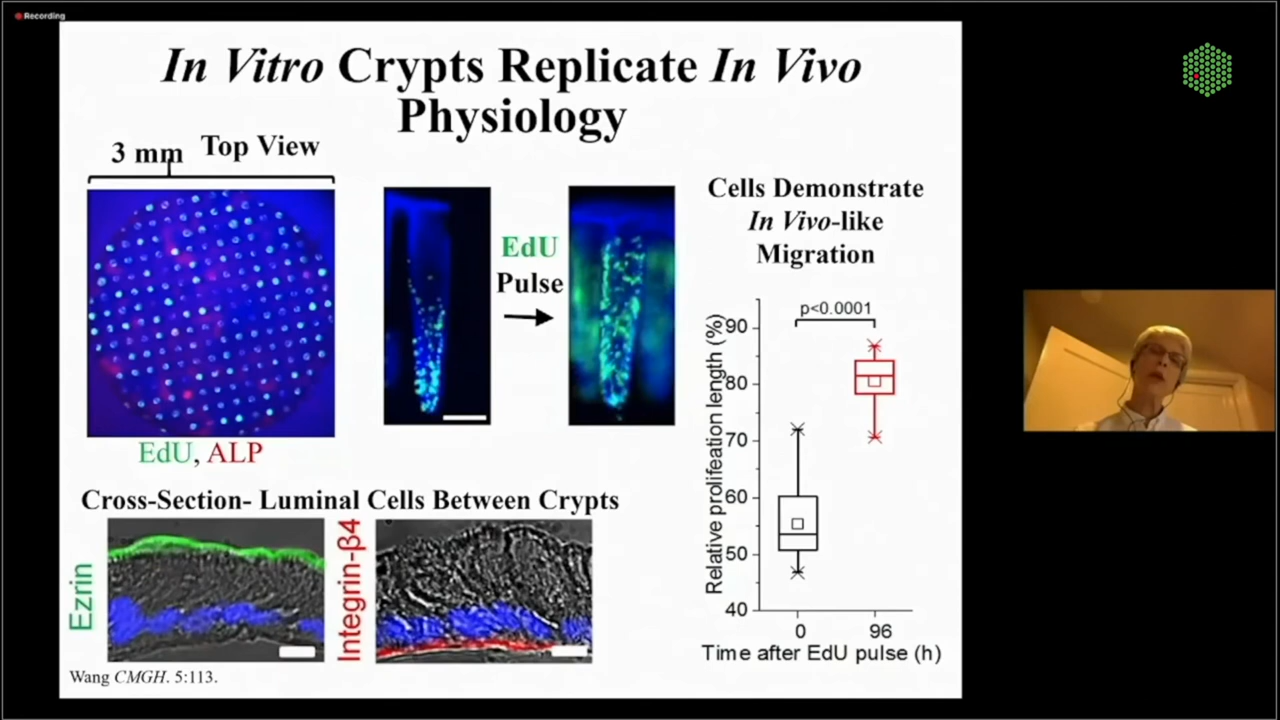 Recording
In Vitro Crypts Replicate In Vivo
Physiology
3 mm
Top View
EdU, ALP
EdU
Pulse
Cells Demonstrate
In Vivo-like
Migration
p<0.0001
Relative prolifeation length (%)
90
80
70
60
50
40
0
96
Time after EdU pulse (h)
Cross-Section- Luminal Cells Between Crypts
Ezrin
Integrin-β4
Wang CMGH. 5:113.